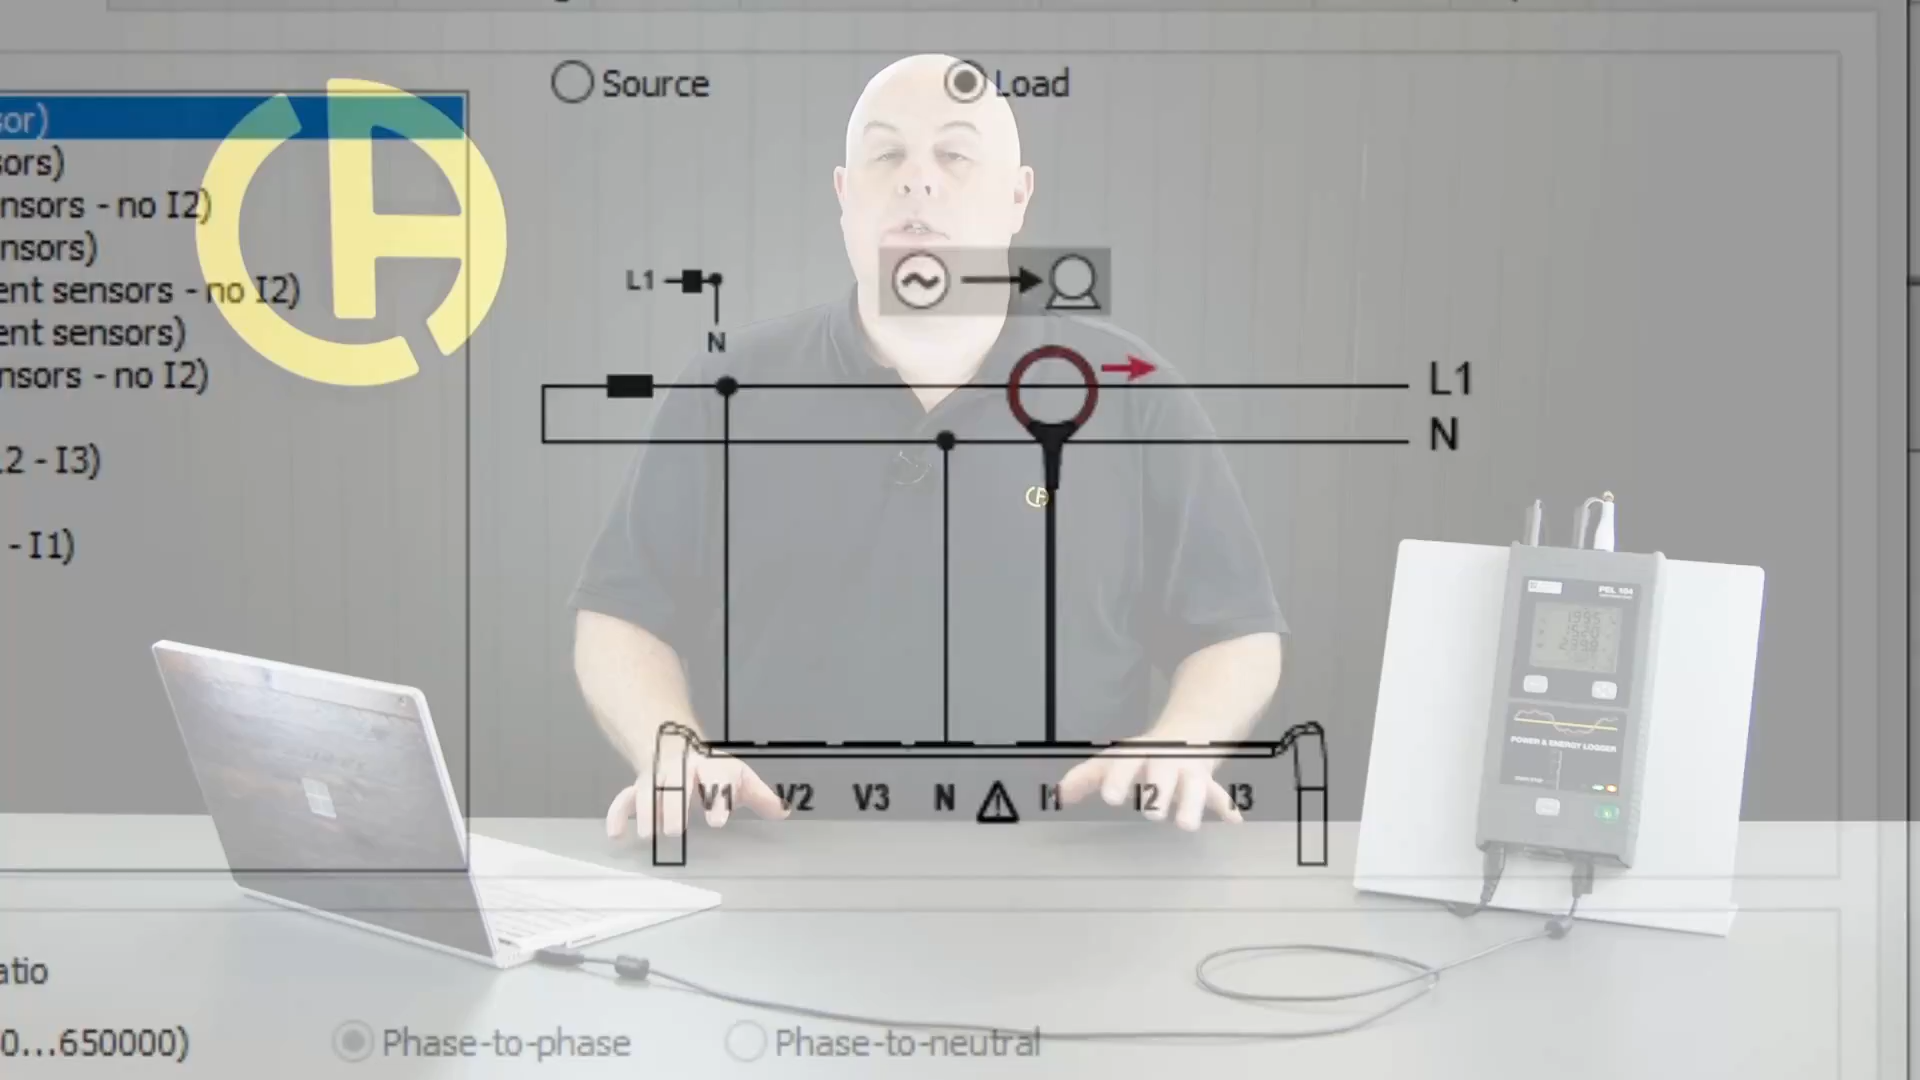 Source
Load
sor)
sors)
nsors - no I2)
nsors)
ent sensors - no I2)
ent sensors)
nsors - no I2)
.2 - I3)
- I1)
L1
N
L1
N
V1 V2 V3 N I1 I2 I3
PEL 104
POWER & ENERGY LOGGER
atio
0...650000)
Phase-to-phase
Phase-to-neutral